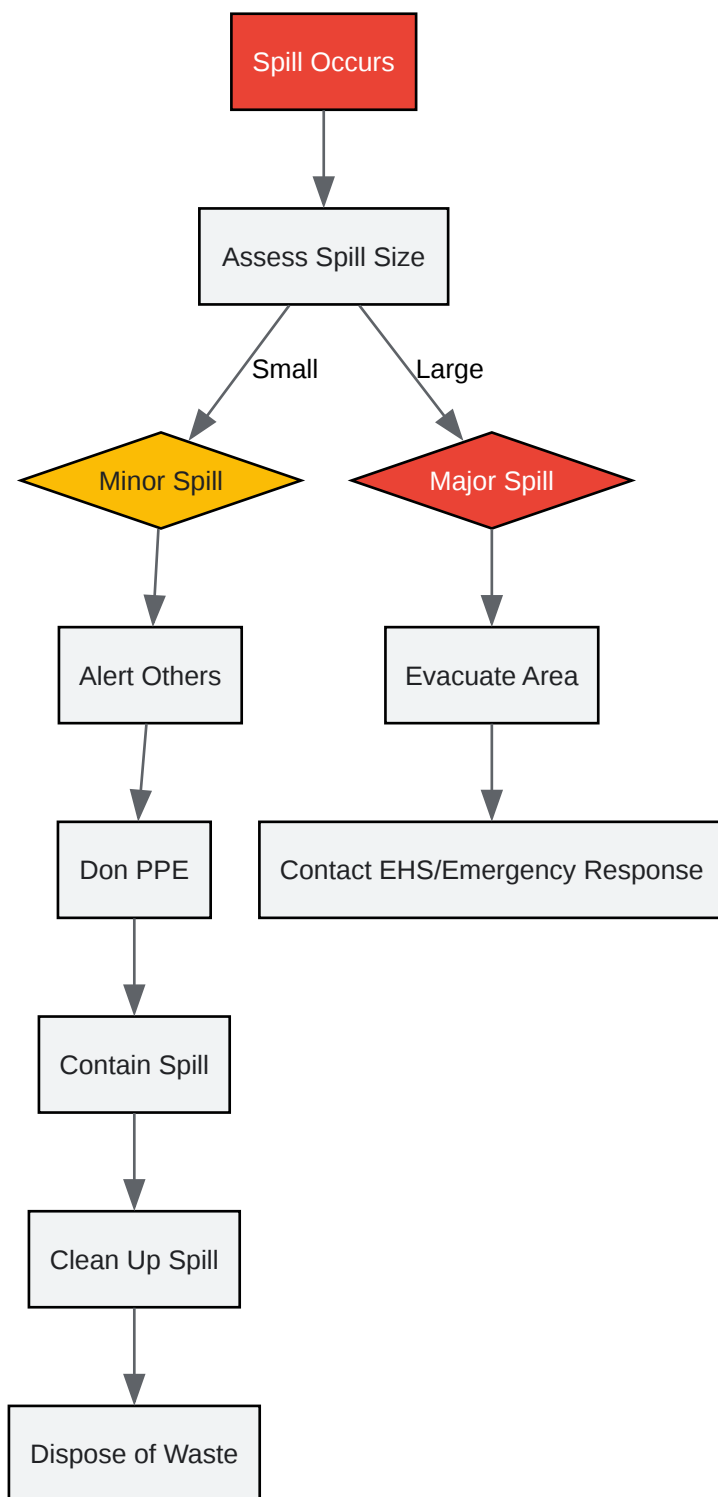 Spill Occurs
Assess Spill Size
Small
Large
Minor Spill
Major Spill
Alert Others
Evacuate Area
Don PPE
Contact EHS/Emergency Response
Contain Spill
Clean Up Spill
Dispose of Waste